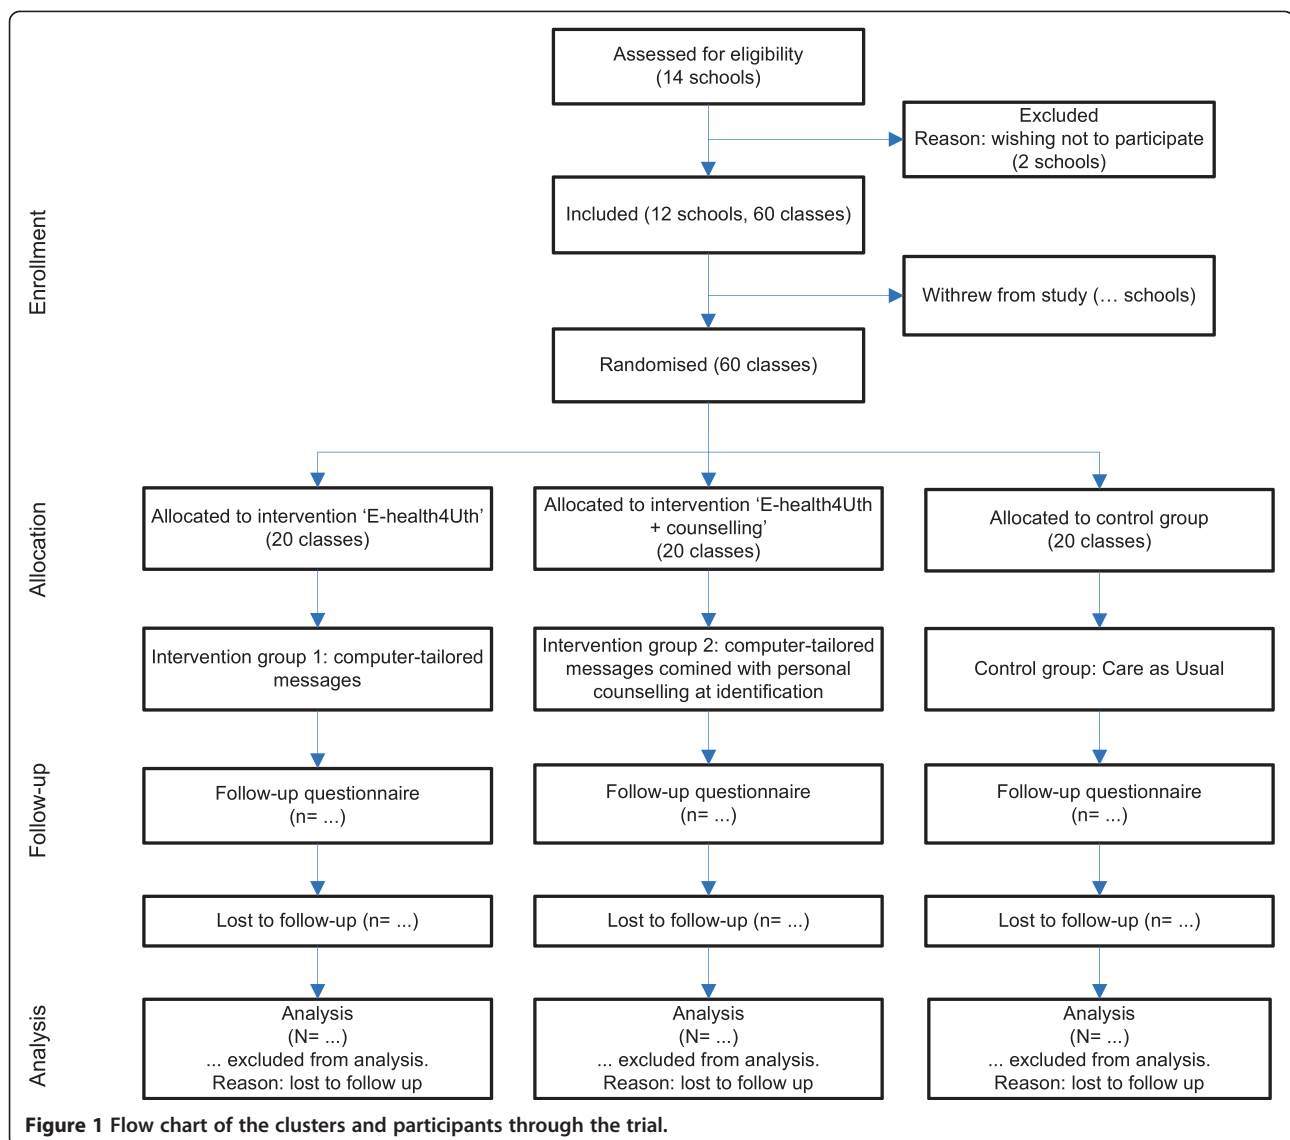 Assessed for eligibility
(14 schools)
Excluded
Reason: wishing not to participate
(2 schools)
Included (12 schools, 60 classes)
Enrollment
Withrew from study (... schools)
Randomised (60 classes)
Allocation
Allocated to intervention ‘E-health4Uth’
(20 classes)
Allocated to intervention ‘E-health4Uth
+ counselling’
(20 classes)
Allocated to control group
(20 classes)
Intervention group 1: computer-tailored
messages
Intervention group 2: computer-tailored
messages comined with personal
counselling at identification
Control group: Care as Usual
Follow-up
Follow-up questionnaire
(n= ...)
Follow-up questionnaire
(n= ...)
Follow-up questionnaire
(n= ...)
Lost to follow-up (n= ...)
Lost to follow-up (n= ...)
Lost to follow-up (n= ...)
Analysis
Analysis
(N= ...)
... excluded from analysis.
Reason: lost to follow up
Analysis
(N= ...)
... excluded from analysis.
Reason: lost to follow up
Analysis
(N= ...)
... excluded from analysis.
Reason: lost to follow up
Figure 1 Flow chart of the clusters and participants through the trial.